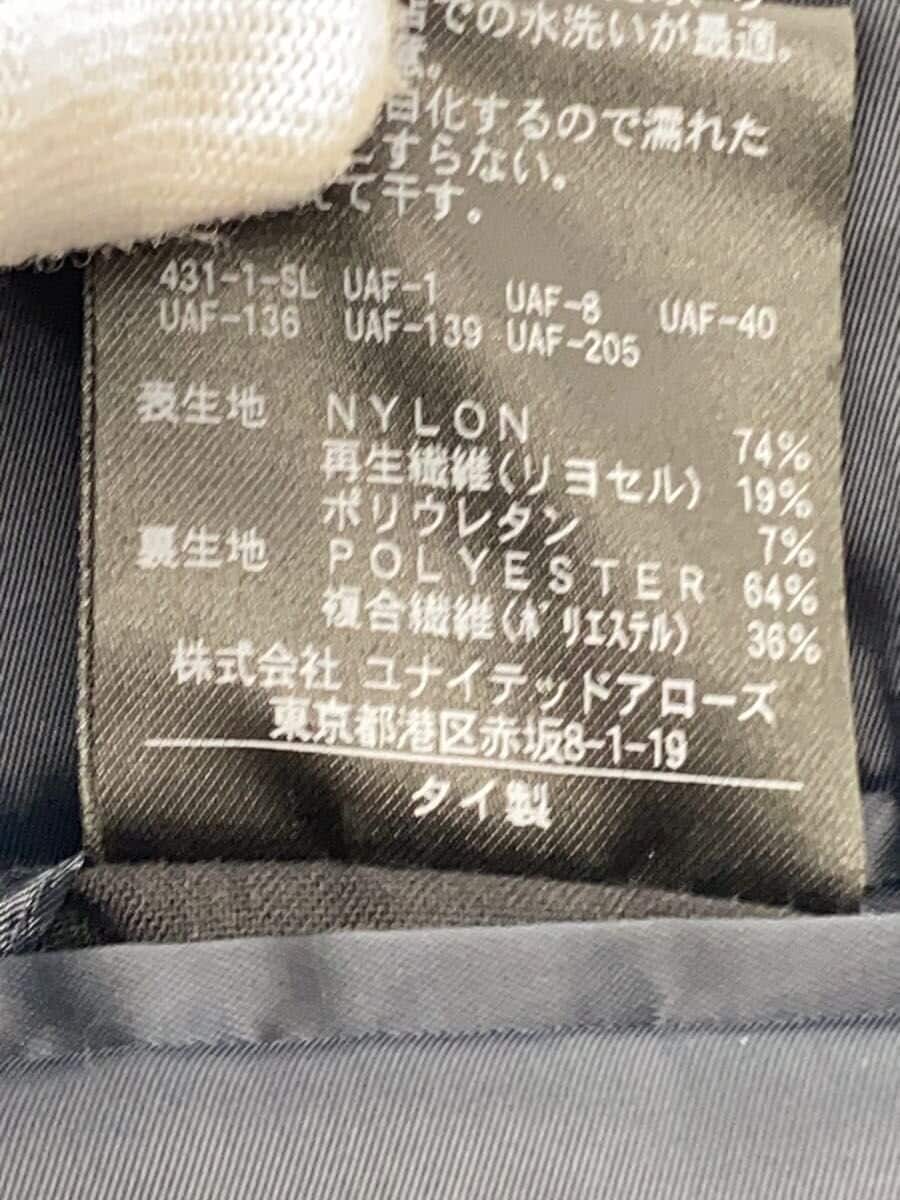 での水洗いが最適。
白化するので濡れた
こすらない。
てて干す。
431-1-SL UAF-1 UAF-8 UAF-40
UAF-136 UAF-139 UAF-205
表生地 NYLON 74%
再生繊維(リヨセル) 19%
ポリウレタン 7%
裏生地 POLYESTER 64%
複合繊維(ポリエステル) 36%
株式会社 ユナイテッドアローズ
東京都港区赤坂8-1-19
タイ製